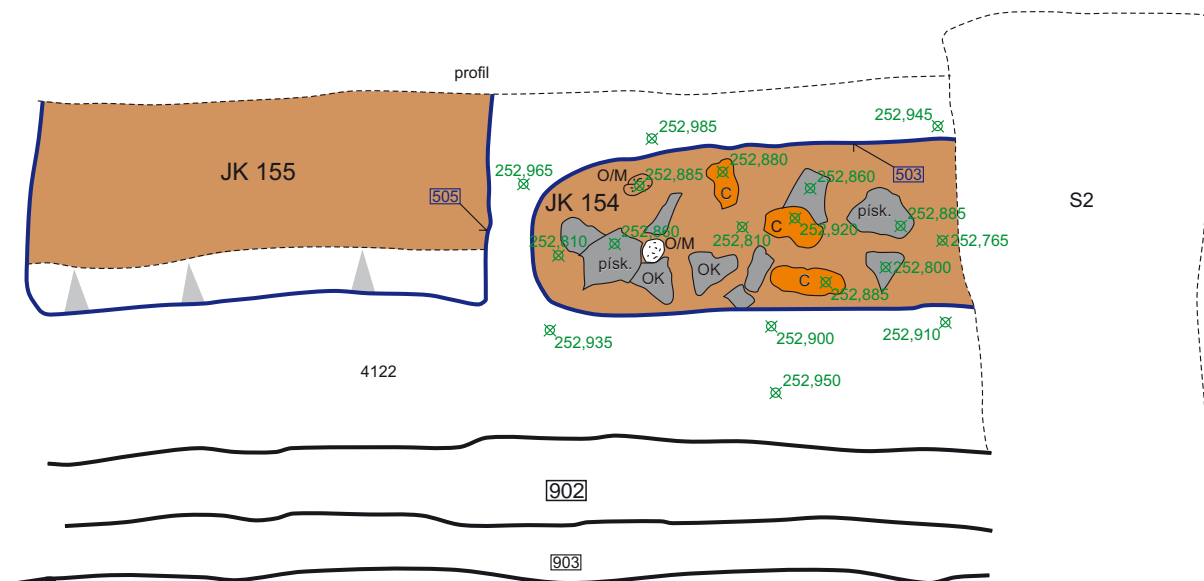 profil
252,945
252,985
252,880
JK 155
252,965
O/M
252,885
252,860
503
505
JK 154
C
S2
písk.
252,885
252,810
252,860
O/M
252,810
C
252,920
252,765
písk.
OK
OK
C
252,800
252,885
252,935
252,900
252,910
4122
252,950
902
903